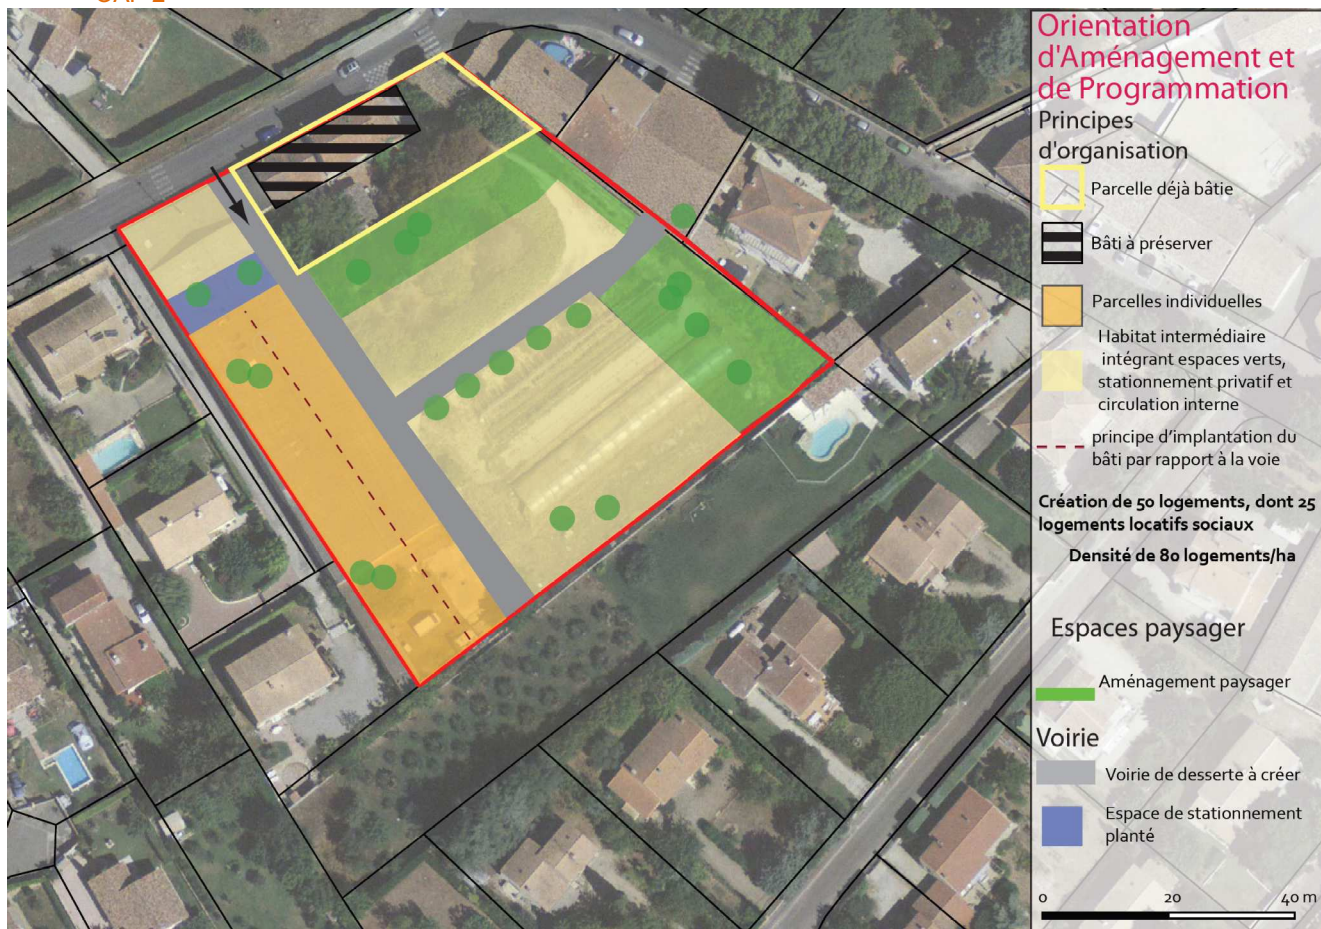 Orientation
d'Aménagement et
de Programmation
Principes
d'organisation
Parcelle déjà bâtie
Bâti à préserver
Parcelles individuelles
Habitat intermédiaire
intégrant espaces verts,
stationnement privatif et
circulation interne
principe d'implantation du
bâti par rapport à la voie
Création de 50 logements, dont 25
logements locatifs sociaux
Densité de 80 logements/ha
Espaces paysager
Aménagement paysager
Voirie
Voirie de desserte à créer
Espace de stationnement
planté
0 20 40 m